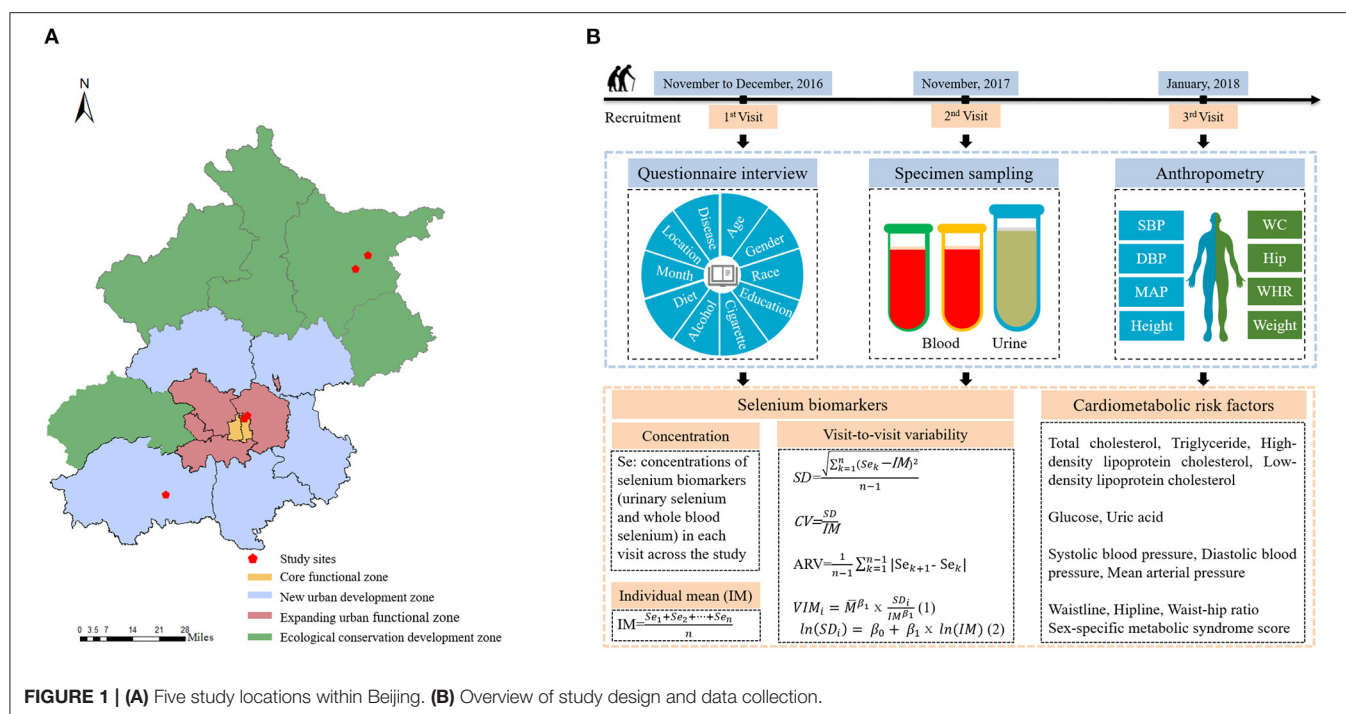 A
N
Study sites
Core functional zone
New urban development zone
Expanding urban functional zone
Ecological conservation development zone
0 3.5 7 14 21 28 Miles
B
November to December, 2016
November, 2017
January, 2018
Recruitment
1st Visit
2nd Visit
3rd Visit
Questionnaire interview
Disease
Age
Gender
Race
Education
Cigarette
Alcohol
Diet
Month
Location
Specimen sampling
Blood
Urine
Anthropometry
SBP
DBP
MAP
Height
WC
Hip
WHR
Weight
Selenium biomarkers
Concentration
Se: concentrations of
selenium biomarkers
(urinary selenium
and whole blood
selenium) in each
visit across the study
Individual mean (IM)
IM=(Se₁+Se₂+⋯+Seₙ)/n
Visit-to-visit variability
SD=√(∑ⁿₖ₌₁(Seₖ−IM)²)/(n−1)
CV=SD/IM
ARV=1/(n−1) ∑ⁿ⁻¹ₖ₌₁ |Seₖ₊₁- Seₖ|
VIMᵢ = M̄^β₁ x SDᵢ/IM^β₁ (1)
ln(SDᵢ) = β₀ + β₁ x ln(IM) (2)
Cardiometabolic risk factors
Total cholesterol, Triglyceride, High-
density lipoprotein cholesterol, Low-
density lipoprotein cholesterol
Glucose, Uric acid
Systolic blood pressure, Diastolic blood
pressure, Mean arterial pressure
Waistline, Hipline, Waist-hip ratio
Sex-specific metabolic syndrome score
FIGURE 1 | (A) Five study locations within Beijing. (B) Overview of study design and data collection.